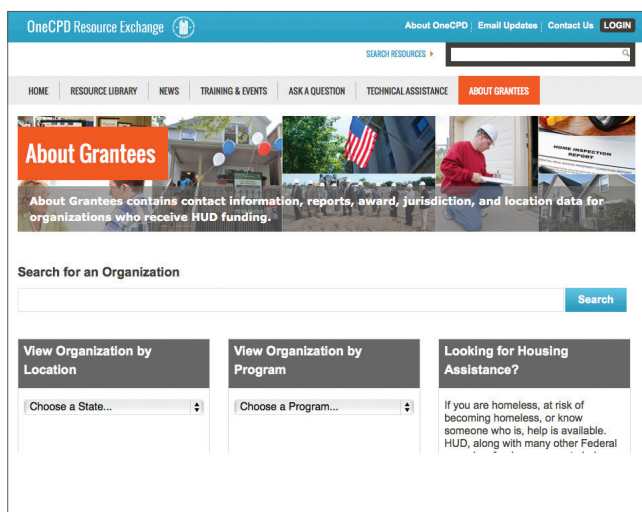 OneCPD Resource Exchange
About OneCPD | Email Updates | Contact Us LOGIN
SEARCH RESOURCES
HOME RESOURCE LIBRARY NEWS TRAINING & EVENTS ASK A QUESTION TECHNICAL ASSISTANCE ABOUT GRANTEES
About Grantees
HOME INSPECTION
REPORT
About Grantees contains contact information, reports, award, jurisdiction, and location data for
organizations who receive HUD funding.
Search for an Organization
Search
View Organization by
Location
Choose a State...
View Organization by
Program
Choose a Program...
Looking for Housing
Assistance?
If you are homeless, at risk of
becoming homeless, or know
someone who is, help is available.
HUD, along with many other Federal